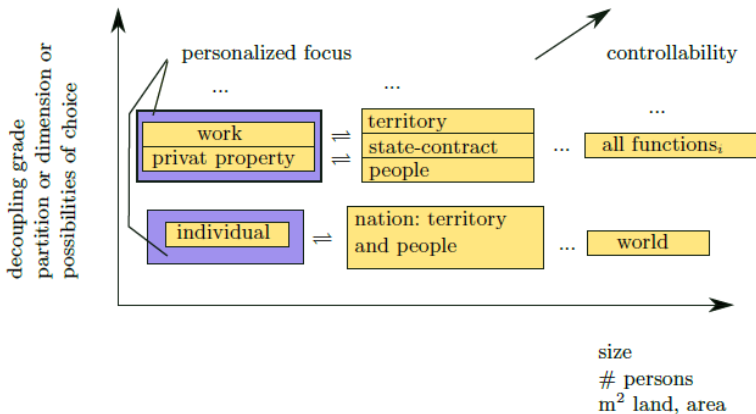 personalized focus
controllability
...
...
...
work
privat property
⇌
⇌
territory
state-contract
people
...
all functionsᵢ
individual
⇌
nation: territory
and people
...
world
decoupling grade
partition or dimension or
possibilities of choice
size
# persons
m² land, area